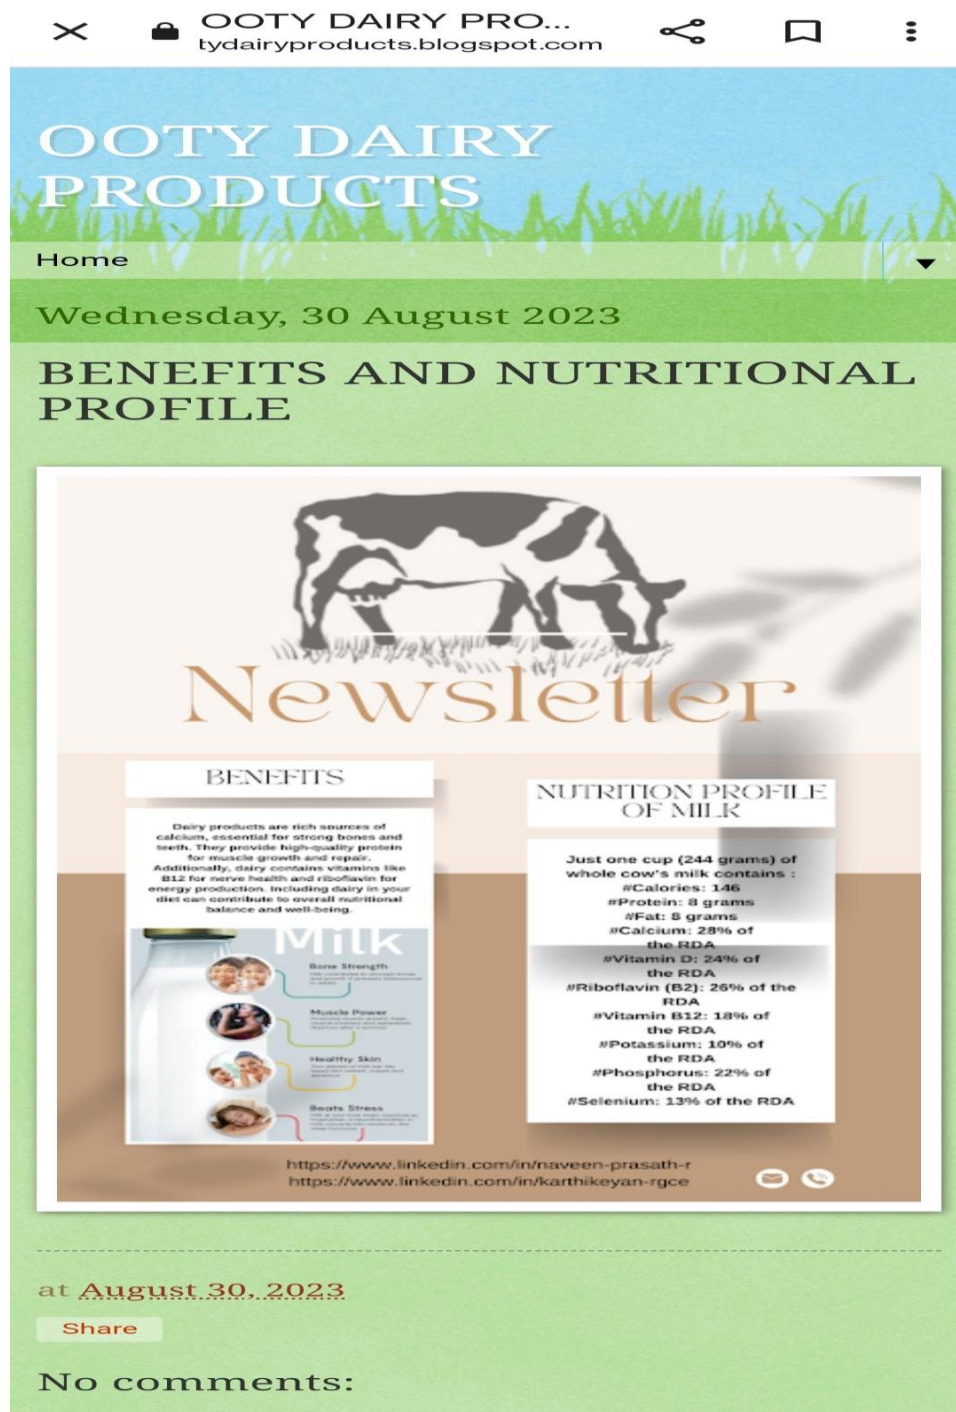 OOTY DAIRY PRO...
tydairyproducts.blogspot.com
OOTY DAIRY
PRODUCTS
Home
Wednesday, 30 August 2023
BENEFITS AND NUTRITIONAL
PROFILE
Newsletter
BENEFITS
Dairy products are rich sources of
calcium, essential for strong bones and
teeth. They provide high-quality protein
for muscle growth and repair.
Additionally, dairy contains vitamins like
B12 for nerve health and riboflavin for
energy production. Including dairy in your
diet can contribute to overall nutritional
balance and well-being.
Milk
Bone Strength
Muscle Power
Healthy Skin
Beats Stress
NUTRITION PROFILE
OF MILK
Just one cup (244 grams) of
whole cow's milk contains :
#Calories: 146
#Protein: 8 grams
#Fat: 8 grams
#Calcium: 28% of
the RDA
#Vitamin D: 24% of
the RDA
#Riboflavin (B2): 26% of the
RDA
#Vitamin B12: 18% of
the RDA
#Potassium: 10% of
the RDA
#Phosphorus: 22% of
the RDA
#Selenium: 13% of the RDA
https://www.linkedin.com/in/naveen-prasath-r
https://www.linkedin.com/in/karthikeyan-rgce
at August 30, 2023
Share
No comments: